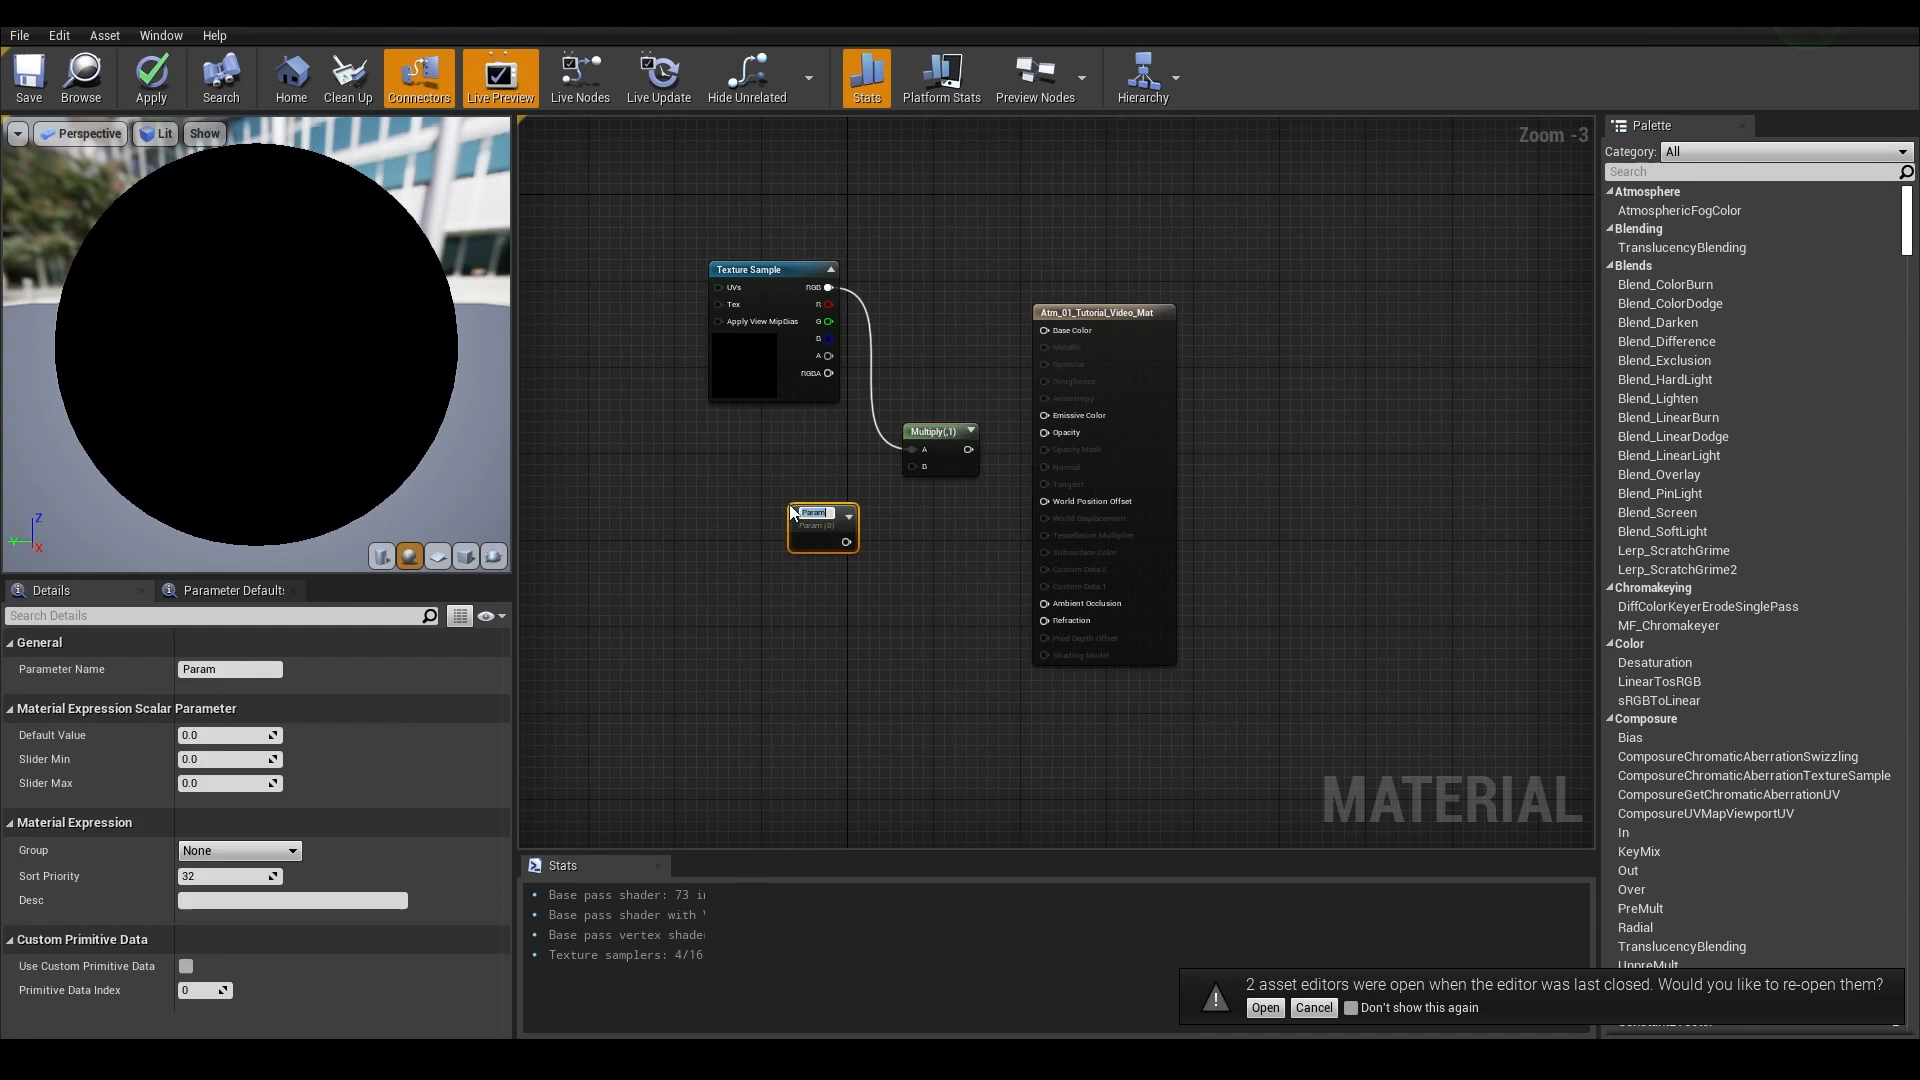 File Edit Asset Window Help
Save Browse Apply Search Home Clean Up Connectors Live Preview Live Nodes Live Update Hide Unrelated Stats Platform Stats Preview Nodes Hierarchy
Perspective Lit Show
Zoom -3
Z
Y
X
Texture Sample
UVs RGB
Tex R
Apply View MipBias G
B
A
RGBA
Multiply(,1)
A
B
Param
Param (0)
Atm_01_Tutorial_Video_Mat
Base Color
Metallic
Specular
Roughness
Anisotropy
Emissive Color
Opacity
Opacity Mask
Normal
Tangent
World Position Offset
World Displacement
Tessellation Multiplier
Subsurface Color
Custom Data 0
Custom Data 1
Ambient Occlusion
Refraction
Pixel Depth Offset
Shading Model
MATERIAL
Details Parameter Default
Search Details
General
Parameter Name Param
Material Expression Scalar Parameter
Default Value 0.0
Slider Min 0.0
Slider Max 0.0
Material Expression
Group None
Sort Priority 32
Desc
Custom Primitive Data
Use Custom Primitive Data
Primitive Data Index 0
Stats
Base pass shader: 73 i
Base pass shader with
Base pass vertex shade
Texture samplers: 4/16
Palette
Category: All
Search
Atmosphere
AtmosphericFogColor
Blending
TranslucencyBlending
Blends
Blend_ColorBurn
Blend_ColorDodge
Blend_Darken
Blend_Difference
Blend_Exclusion
Blend_HardLight
Blend_Lighten
Blend_LinearBurn
Blend_LinearDodge
Blend_LinearLight
Blend_Overlay
Blend_PinLight
Blend_Screen
Blend_SoftLight
Lerp_ScratchGrime
Lerp_ScratchGrime2
Chromakeying
DiffColorKeyerErodeSinglePass
MF_Chromakeyer
Color
Desaturation
LinearTosRGB
sRGBToLinear
Composure
Bias
ComposureChromaticAberrationSwizzling
ComposureChromaticAberrationTextureSample
ComposureGetChromaticAberrationUV
ComposureUVMapViewportUV
In
KeyMix
Out
Over
PreMult
Radial
TranslucencyBlending
UnpreMult
2 asset editors were open when the editor was last closed. Would you like to re-open them?
Open Cancel Don't show this again